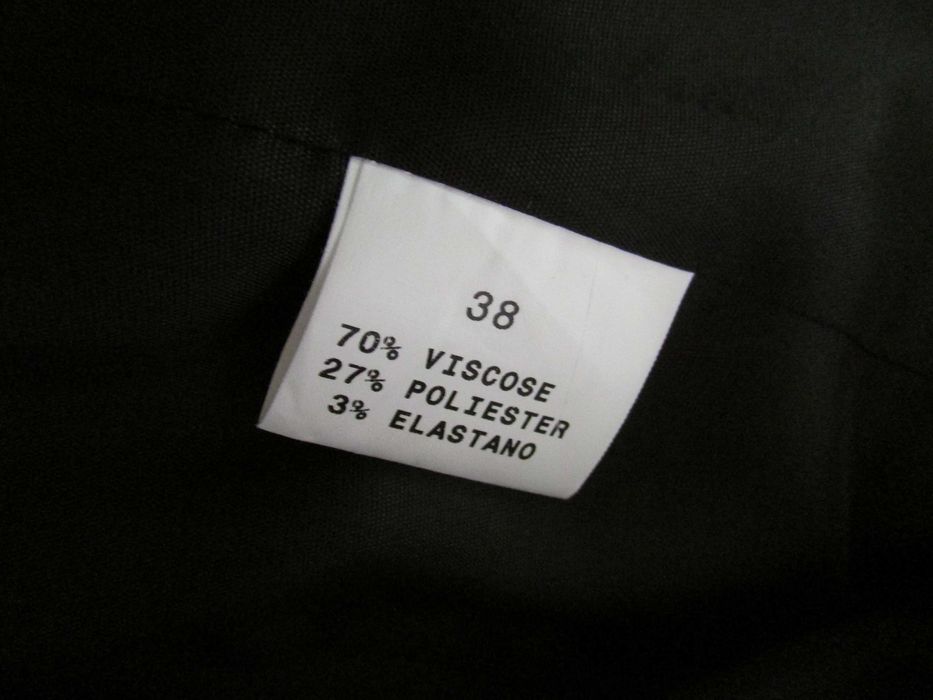 38
70% VISCOSE
27% POLIESTER
3% ELASTANO